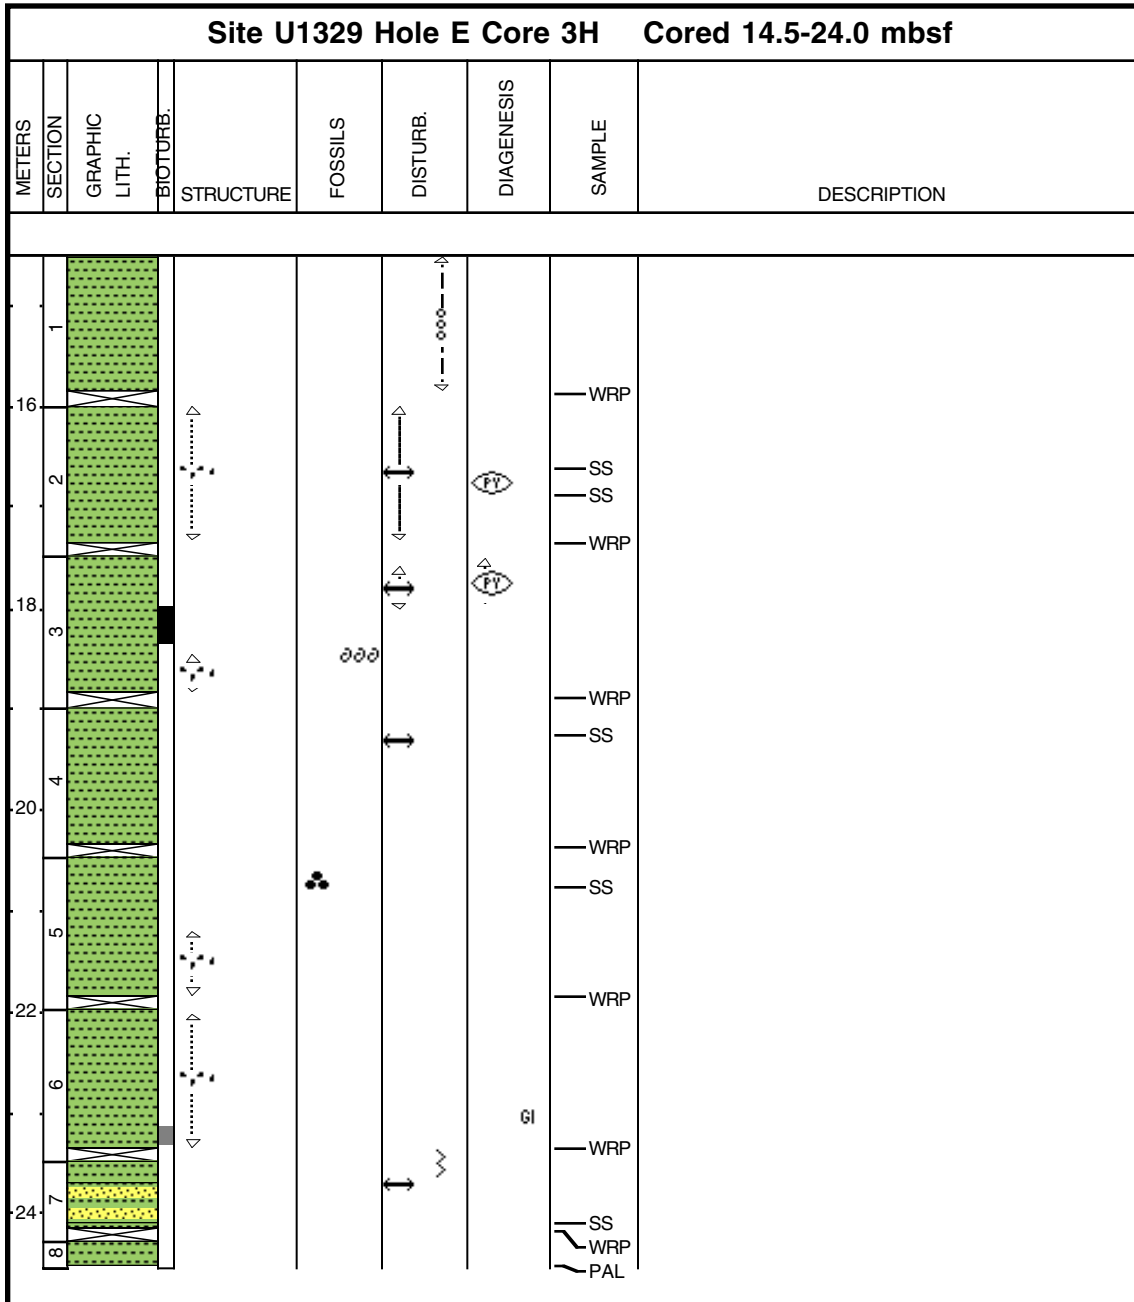 Site U1329 Hole E Core 3H Cored 14.5-24.0 mbsf
METERS
SECTION
GRAPHIC
LITH.
BIOTURB.
STRUCTURE
FOSSILS
DISTURB.
DIAGENESIS
SAMPLE
DESCRIPTION
1
WRP
16
2
SS
PY
SS
WRP
PY
18
3
WRP
SS
4
20
WRP
SS
5
WRP
22
6
Gl
WRP
7
24
SS
WRP
8
PAL